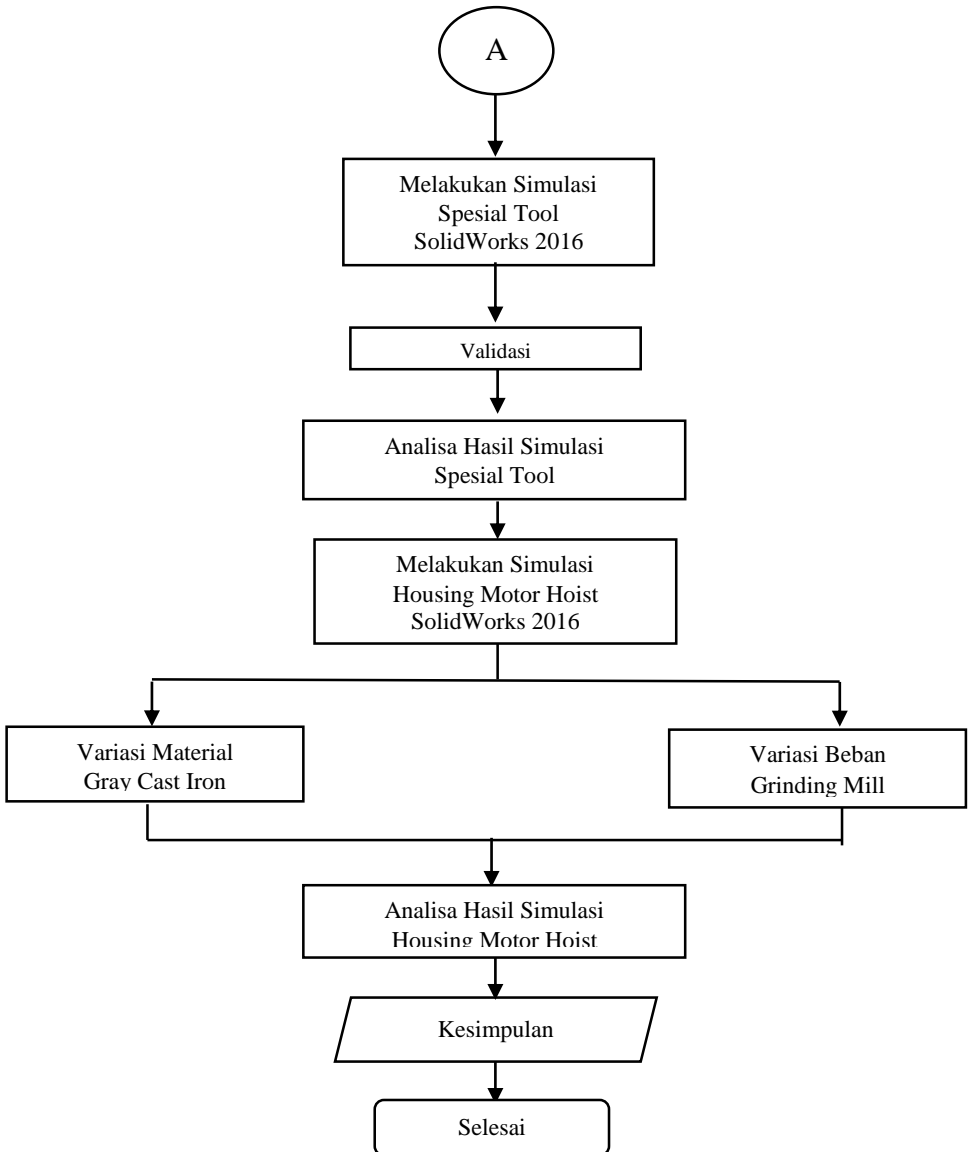 A
Melakukan Simulasi
Spesial Tool
SolidWorks 2016
Validasi
Analisa Hasil Simulasi
Spesial Tool
Melakukan Simulasi
Housing Motor Hoist
SolidWorks 2016
Variasi Material
Gray Cast Iron
Variasi Beban
Grinding Mill
Analisa Hasil Simulasi
Housing Motor Hoist
Kesimpulan
Selesai